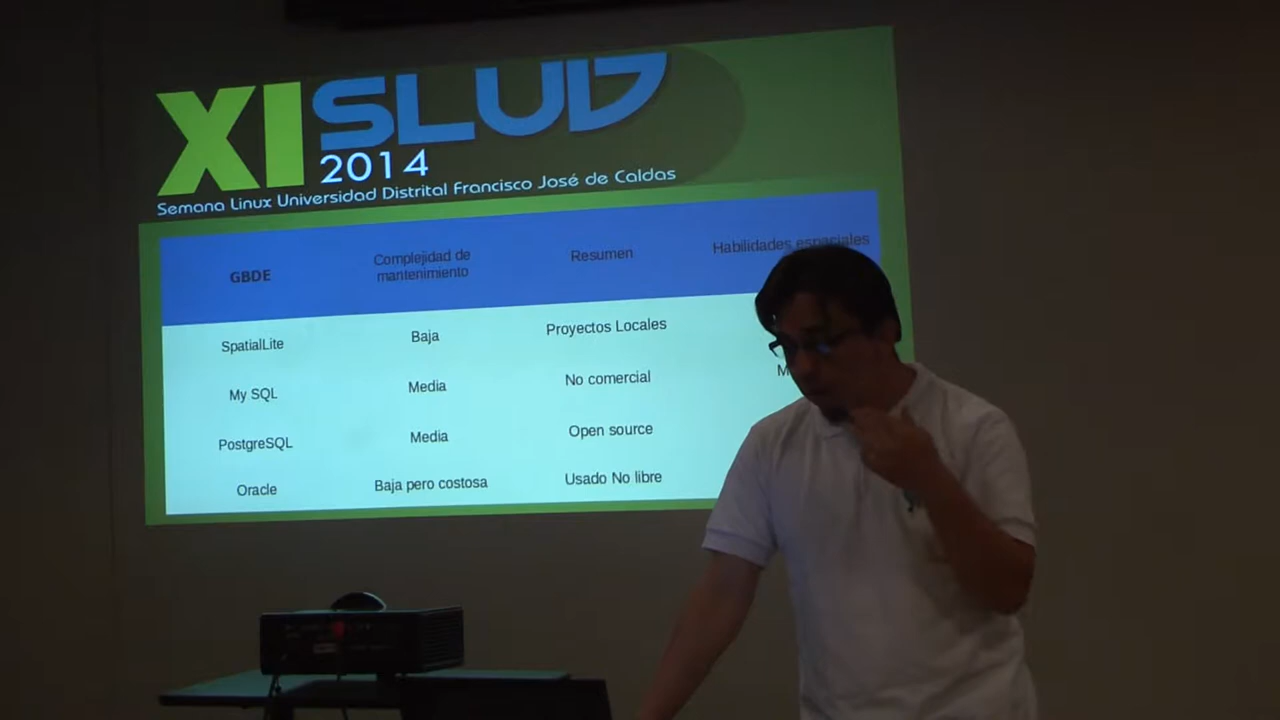 XI SLUD
2014
Semana Linux Universidad Distrital Francisco José de Caldas
GBDE Complejidad de mantenimiento Resumen Habilidades espaciales
SpatialLite Baja Proyectos Locales
My SQL Media No comercial
PostgreSQL Media Open source
Oracle Baja pero costosa Usado No libre